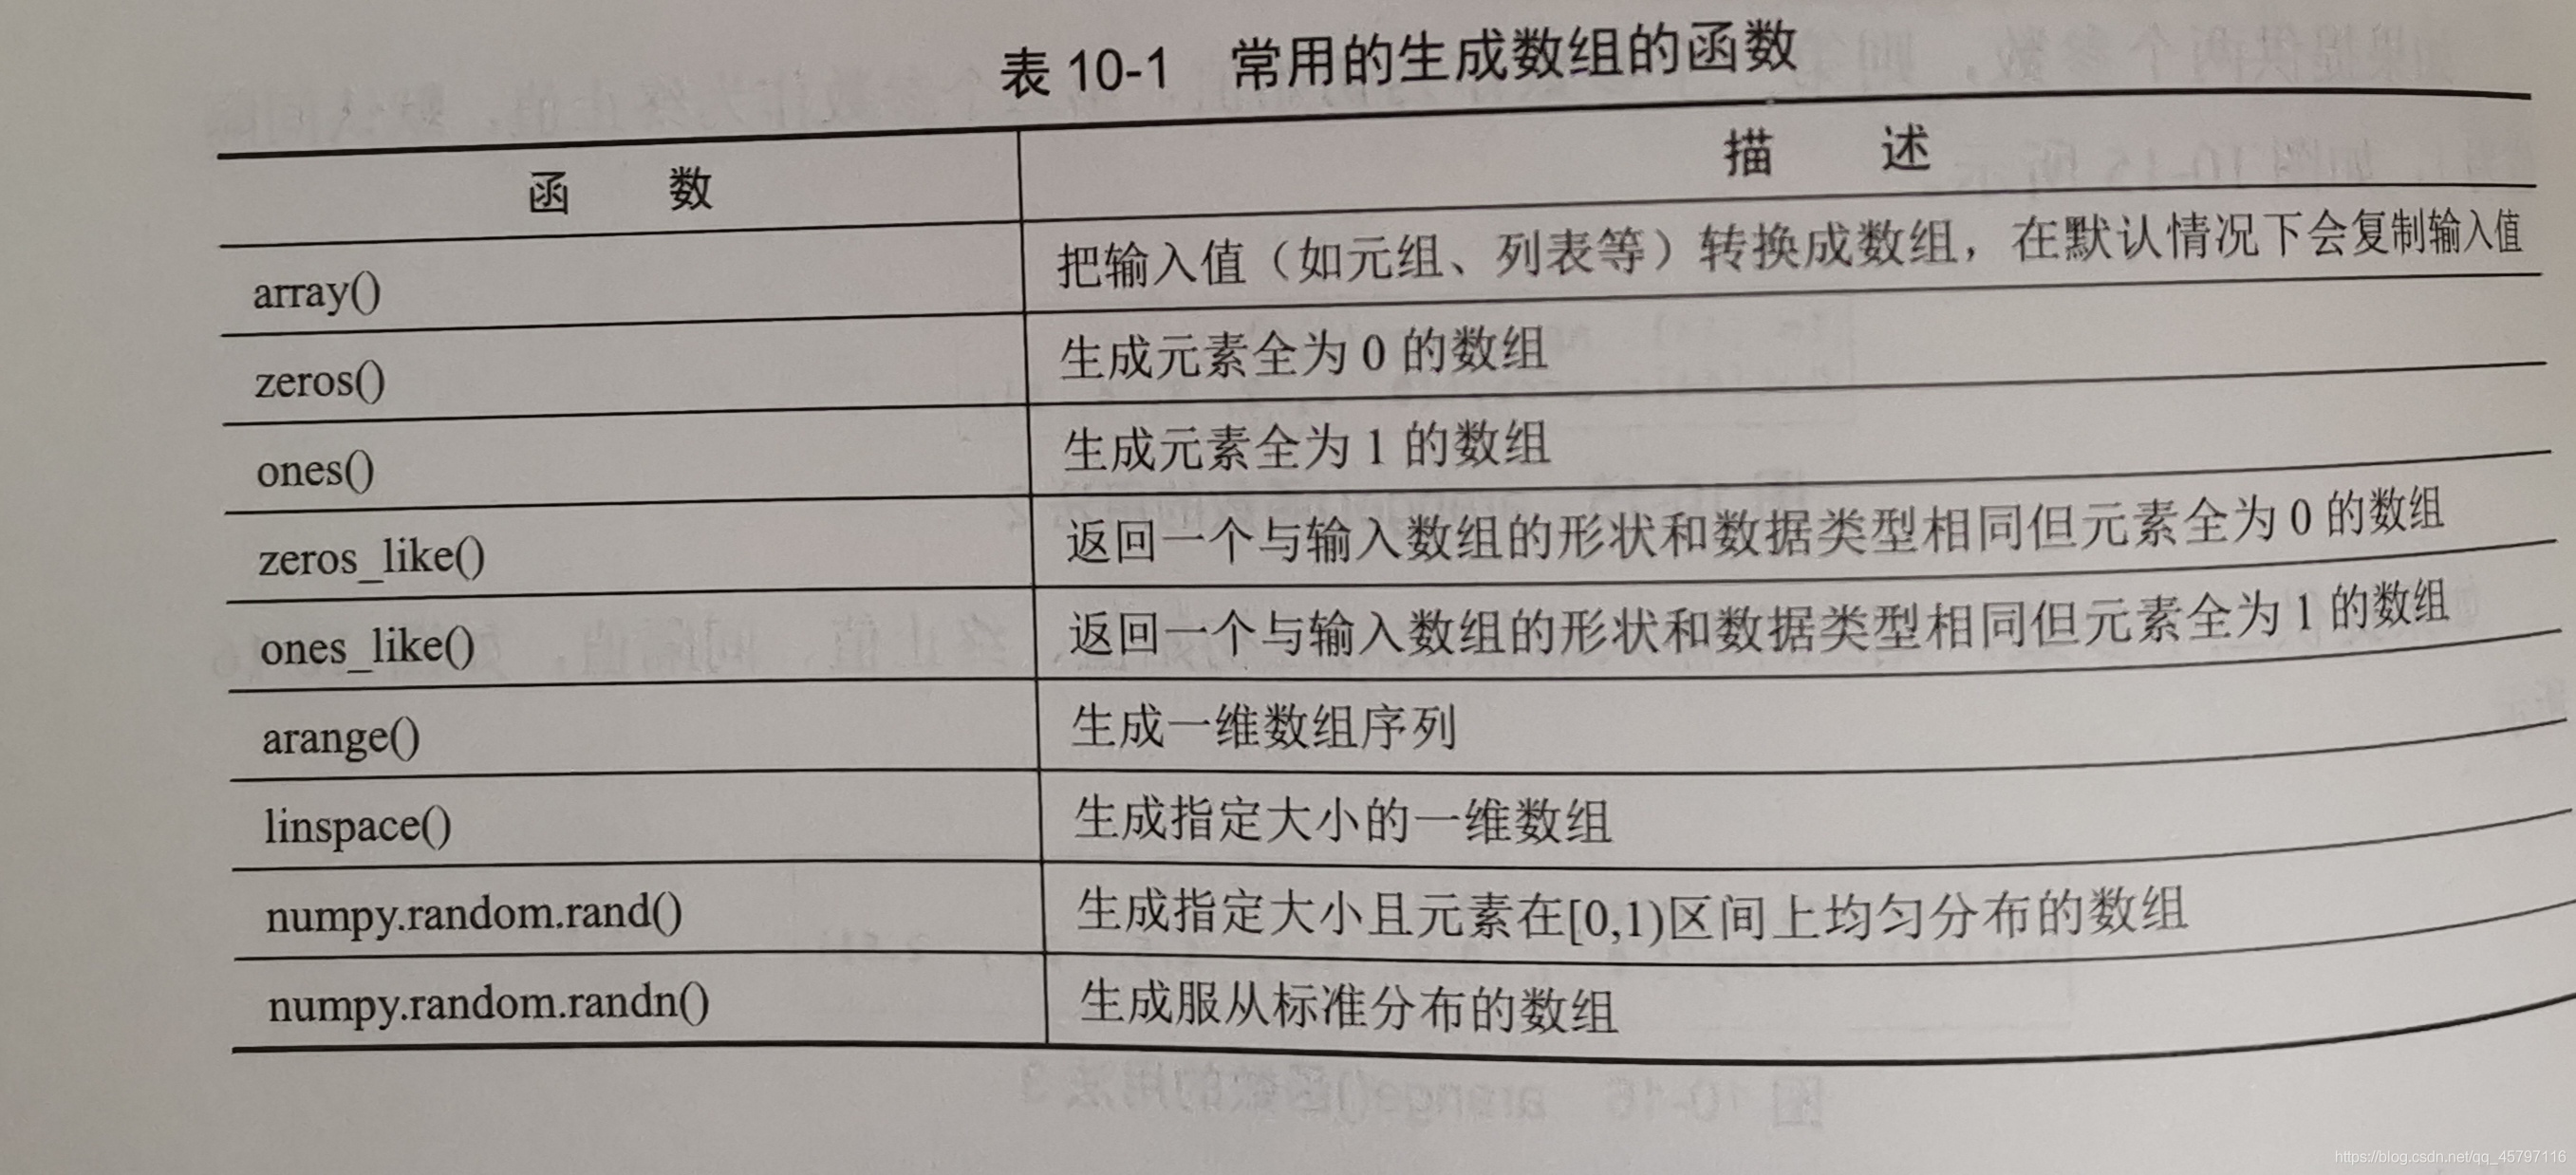 表 10-1 常用的生成数组的函数
函 数 描 述
array() 把输入值（如元组、列表等）转换成数组，在默认情况下会复制输入值
zeros() 生成元素全为 0 的数组
ones() 生成元素全为 1 的数组
zeros_like() 返回一个与输入数组的形状和数据类型相同但元素全为 0 的数组
ones_like() 返回一个与输入数组的形状和数据类型相同但元素全为 1 的数组
arange() 生成一维数组序列
linspace() 生成指定大小的一维数组
numpy.random.rand() 生成指定大小且元素在[0,1)区间上均匀分布的数组
numpy.random.randn() 生成服从标准分布的数组
https://blog.csdn.net/qq_45797116